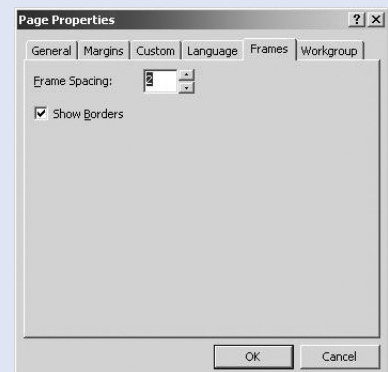 Page Properties
General Margins Custom Language Frames Workgroup
Frame Spacing: 2
Show Borders
OK Cancel